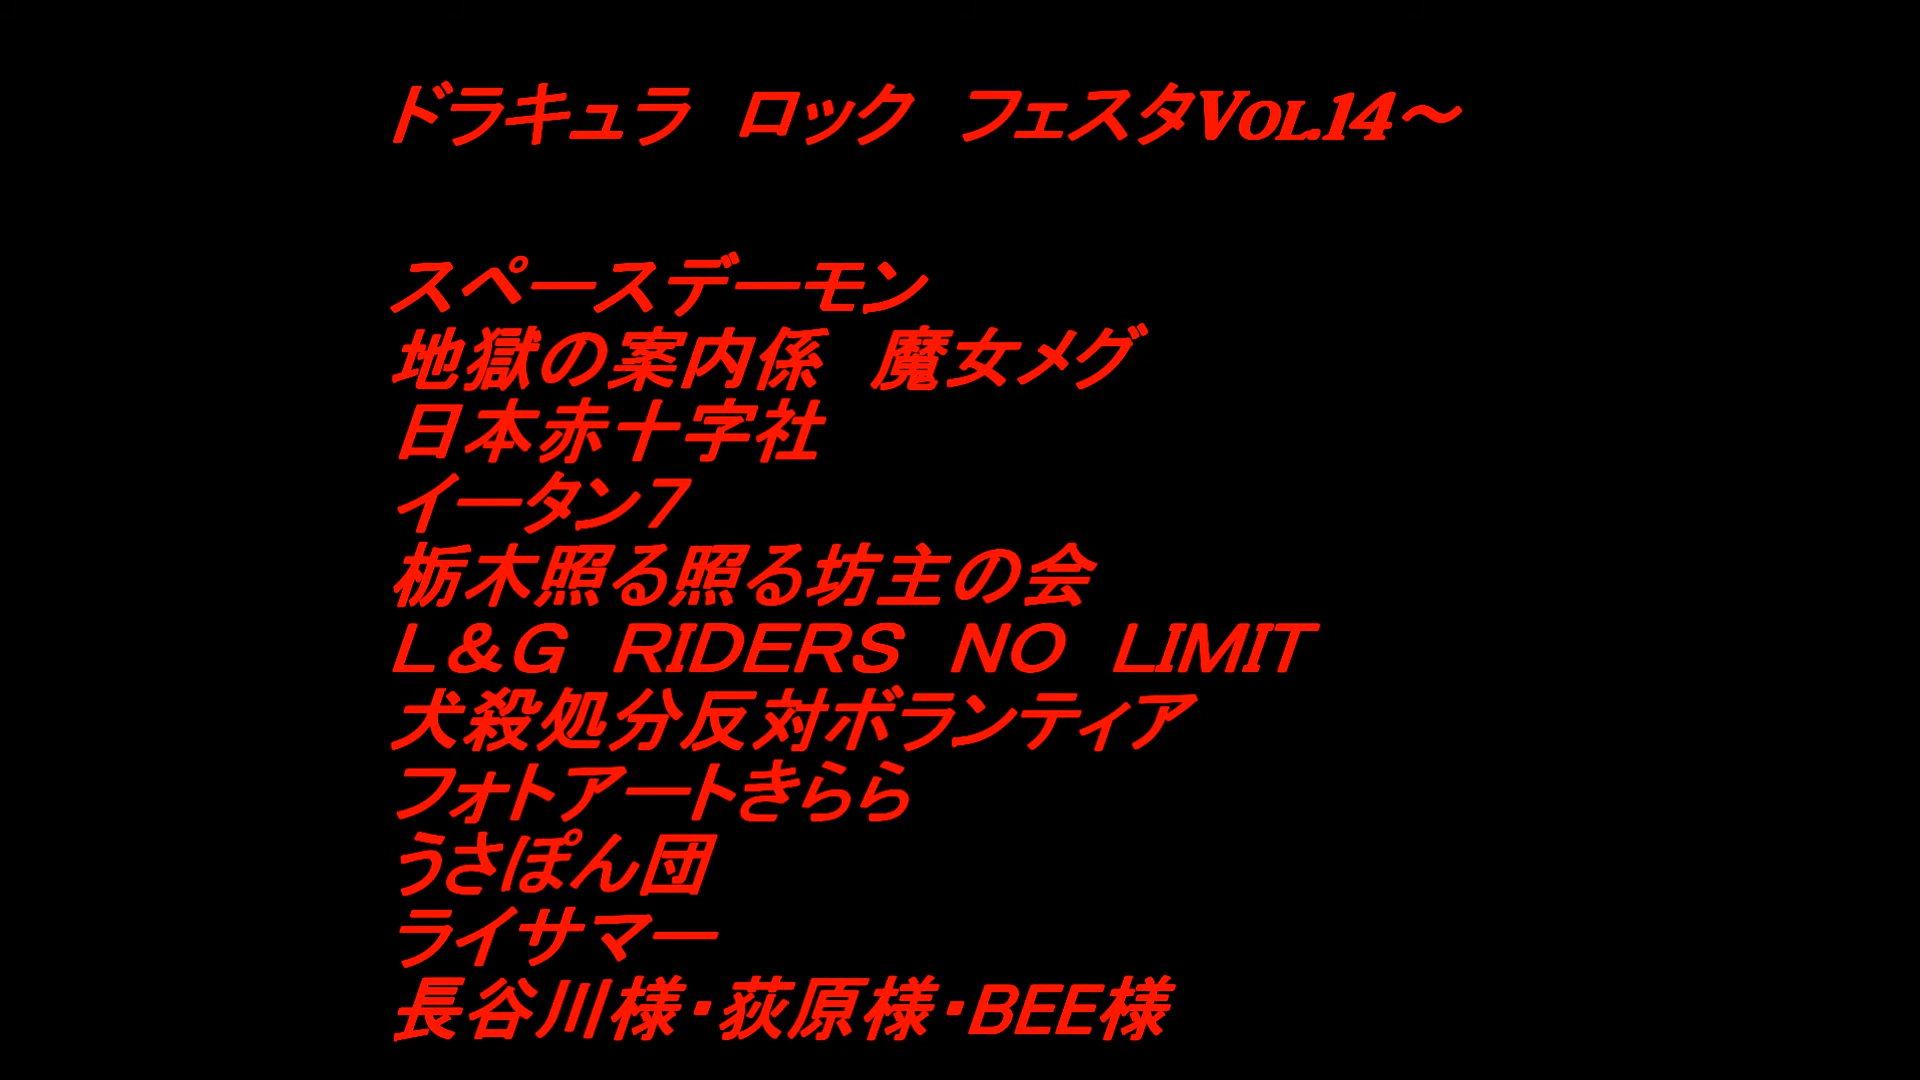 ドラキュラ　ロック　フェスタVOL.14～
スペースデーモン
地獄の案内係　魔女メグ
日本赤十字社
イータン７
栃木照る照る坊主の会
Ｌ＆Ｇ　ＲＩＤＥＲＳ　ＮＯ　ＬＩＭＩＴ
犬殺処分反対ボランティア
フォトアートきらら
うさぽん団
ライサマー
長谷川様・荻原様・BEE様